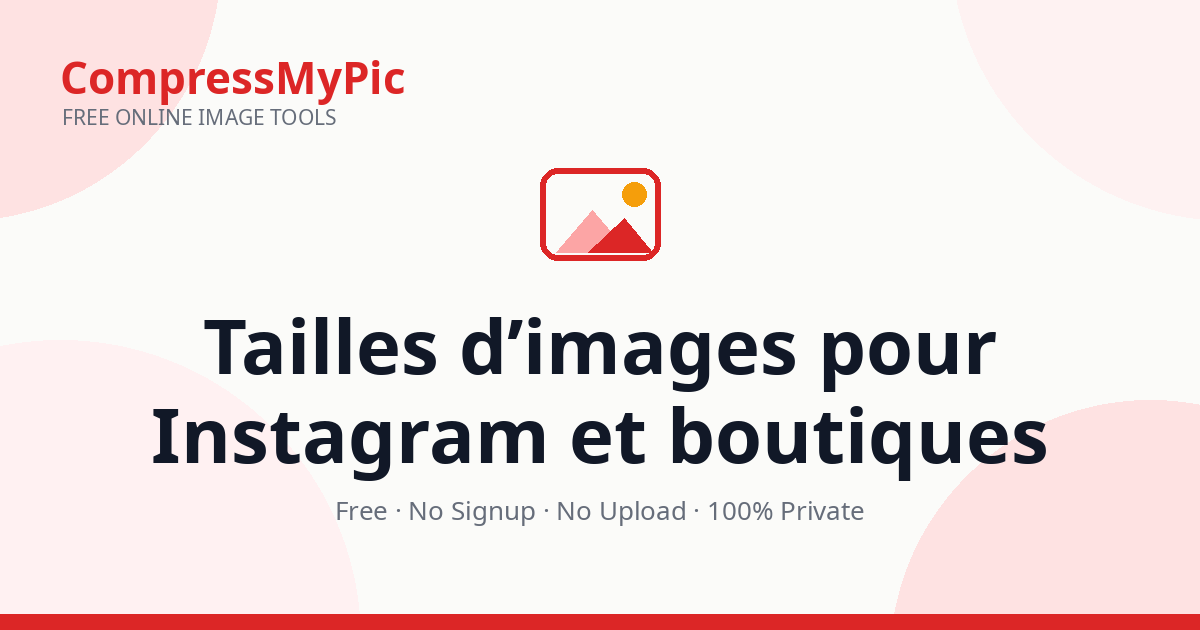 CompressMyPic
FREE ONLINE IMAGE TOOLS
Tailles d’images pour
Instagram et boutiques
Free · No Signup · No Upload · 100% Private